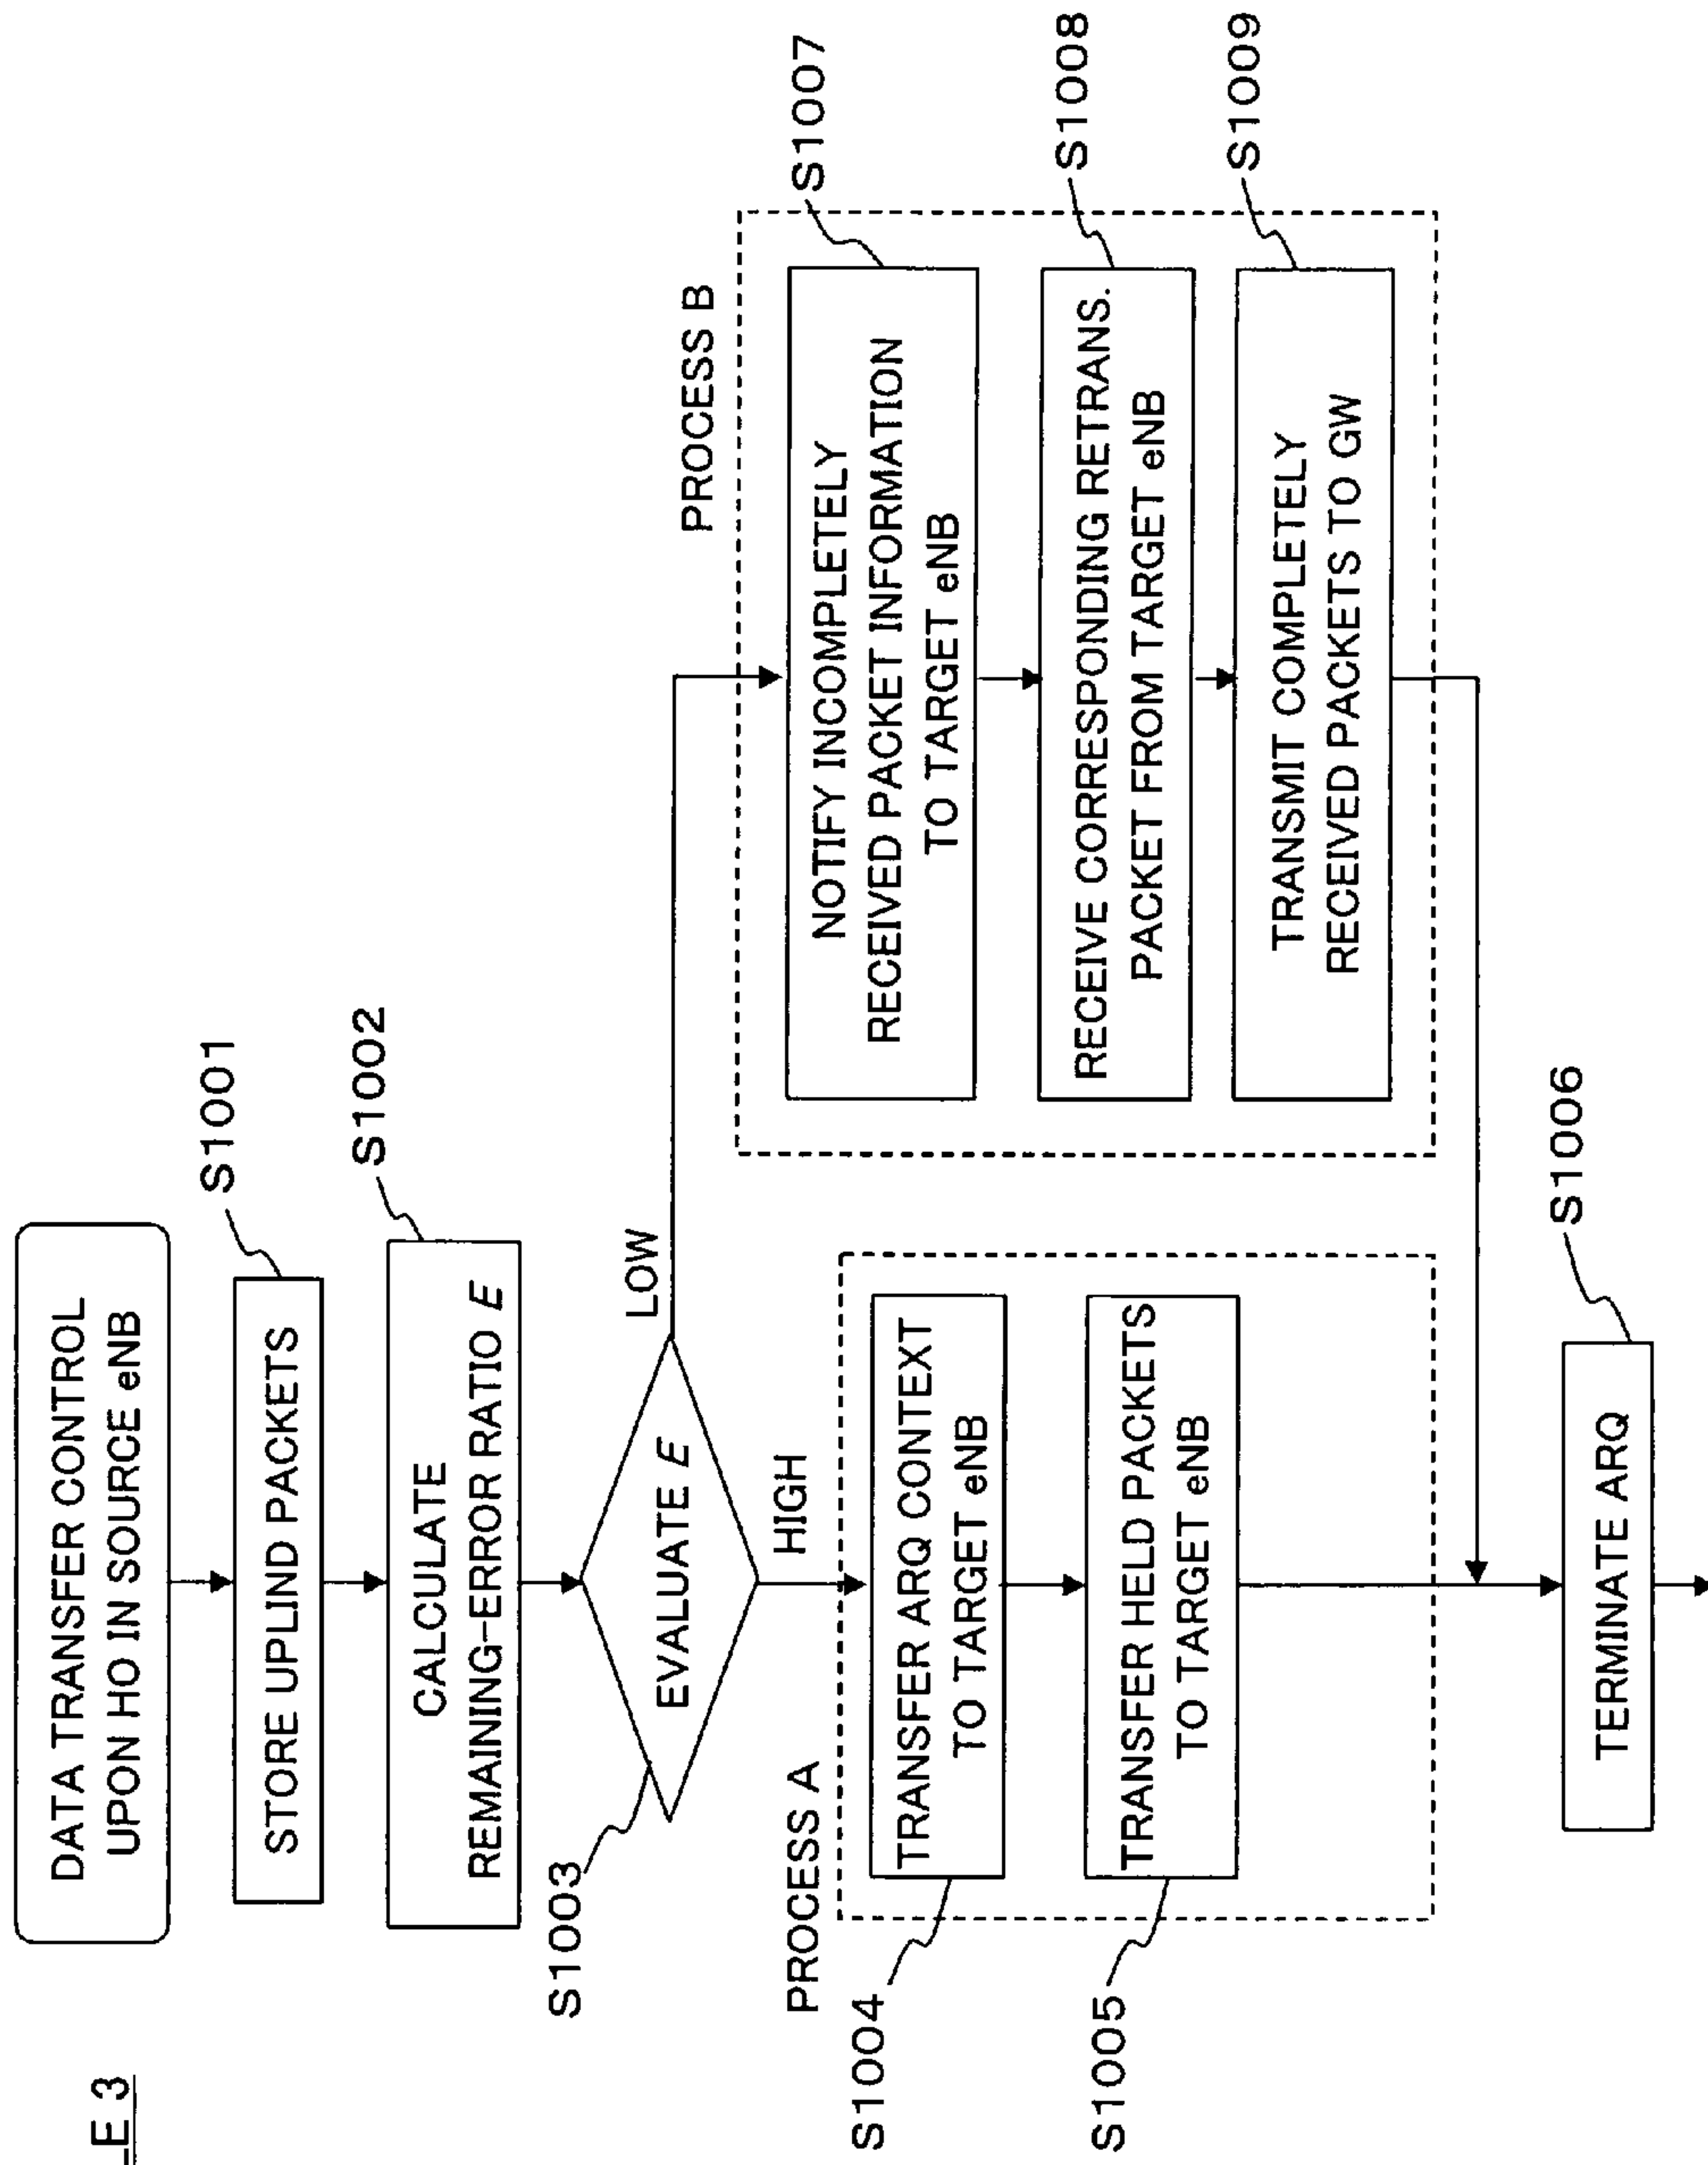 LE 3
DATA TRANSFER CONTROL
UPON HO IN SOURCE eNB
STORE UPLIND PACKETS
S1001
CALCULATE
REMAINING-ERROR RATIO E
S1002
EVALUATE E
S1003
LOW
HIGH
PROCESS A
TRANSFER ARQ CONTEXT
TO TARGET eNB
S1004
TRANSFER HELD PACKETS
TO TARGET eNB
S1005
PROCESS B
NOTIFY INCOMPLETELY
RECEIVED PACKET INFORMATION
TO TARGET eNB
S1007
RECEIVE CORRESPONDING RETRANS.
PACKET FROM TARGET eNB
S1008
TRANSMIT COMPLETELY
RECEIVED PACKETS TO GW
S1009
TERMINATE ARQ
S1006